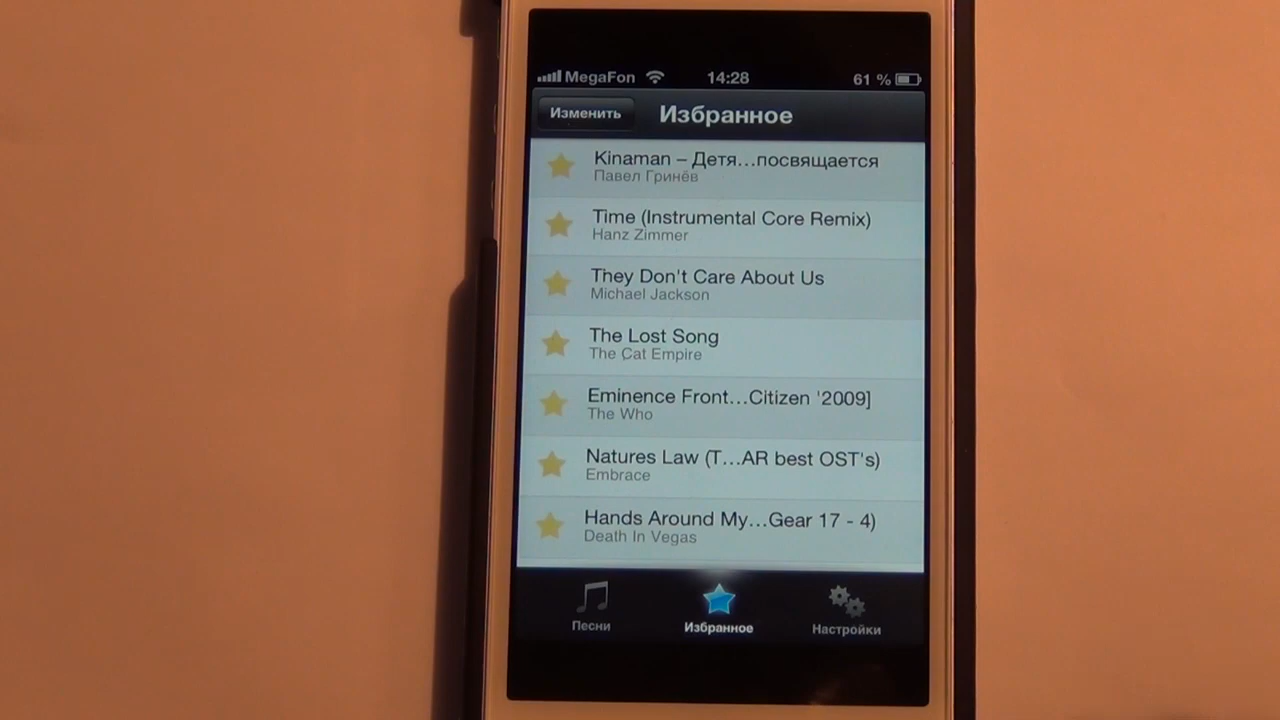 MegaFon 14:28 61 %
Изменить Избранное
Kinaman – Детя...посвящается
Павел Гринёв
Time (Instrumental Core Remix)
Hanz Zimmer
They Don't Care About Us
Michael Jackson
The Lost Song
The Cat Empire
Eminence Front...Citizen '2009]
The Who
Natures Law (T...AR best OST's)
Embrace
Hands Around My...Gear 17 - 4)
Death In Vegas
Песни Избранное Настройки